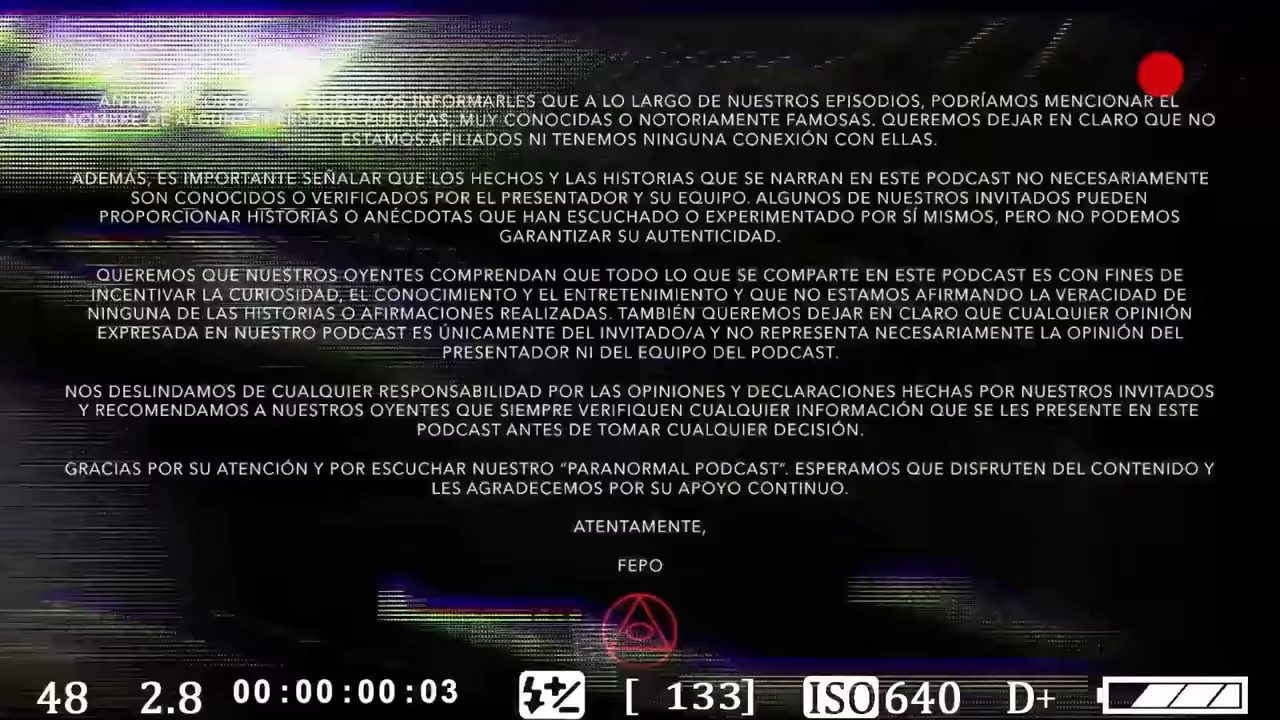 INFORMARLES QUE A LO LARGO DE NUESTROS EPISODIOS, PODRÍAMOS MENCIONAR EL
PÚBLICAS, MUY CONOCIDAS O NOTORIAMENTE FAMOSAS. QUEREMOS DEJAR EN CLARO QUE NO
ESTAMOS AFILIADOS NI TENEMOS NINGUNA CONEXIÓN CON ELLAS.
ADEMÁS, ES IMPORTANTE SEÑALAR QUE LOS HECHOS Y LAS HISTORIAS QUE SE NARRAN EN ESTE PODCAST NO NECESARIAMENTE
SON CONOCIDOS O VERIFICADOS POR EL PRESENTADOR Y SU EQUIPO. ALGUNOS DE NUESTROS INVITADOS PUEDEN
PROPORCIONAR HISTORIAS O ANÉCDOTAS QUE HAN ESCUCHADO O EXPERIMENTADO POR SÍ MISMOS, PERO NO PODEMOS
GARANTIZAR SU AUTENTICIDAD.
QUEREMOS QUE NUESTROS OYENTES COMPRENDAN QUE TODO LO QUE SE COMPARTE EN ESTE PODCAST ES CON FINES DE
INCENTIVAR LA CURIOSIDAD, EL CONOCIMIENTO Y EL ENTRETENIMIENTO Y QUE NO ESTAMOS AFIRMANDO LA VERACIDAD DE
NINGUNA DE LAS HISTORIAS O AFIRMACIONES REALIZADAS. TAMBIÉN QUEREMOS DEJAR EN CLARO QUE CUALQUIER OPINIÓN
EXPRESADA EN NUESTRO PODCAST ES ÚNICAMENTE DEL INVITADO/A Y NO REPRESENTA NECESARIAMENTE LA OPINIÓN DEL
PRESENTADOR NI DEL EQUIPO DEL PODCAST.
NOS DESLINDAMOS DE CUALQUIER RESPONSABILIDAD POR LAS OPINIONES Y DECLARACIONES HECHAS POR NUESTROS INVITADOS
Y RECOMENDAMOS A NUESTROS OYENTES QUE SIEMPRE VERIFIQUEN CUALQUIER INFORMACIÓN QUE SE LES PRESENTE EN ESTE
PODCAST ANTES DE TOMAR CUALQUIER DECISIÓN.
GRACIAS POR SU ATENCIÓN Y POR ESCUCHAR NUESTRO “PARANORMAL PODCAST”. ESPERAMOS QUE DISFRUTEN DEL CONTENIDO Y
LES AGRADECEMOS POR SU APOYO CONTINUO.
ATENTAMENTE,
FEPO
48 2.8 00:00:00:03 [ 133] ISO 640 D+